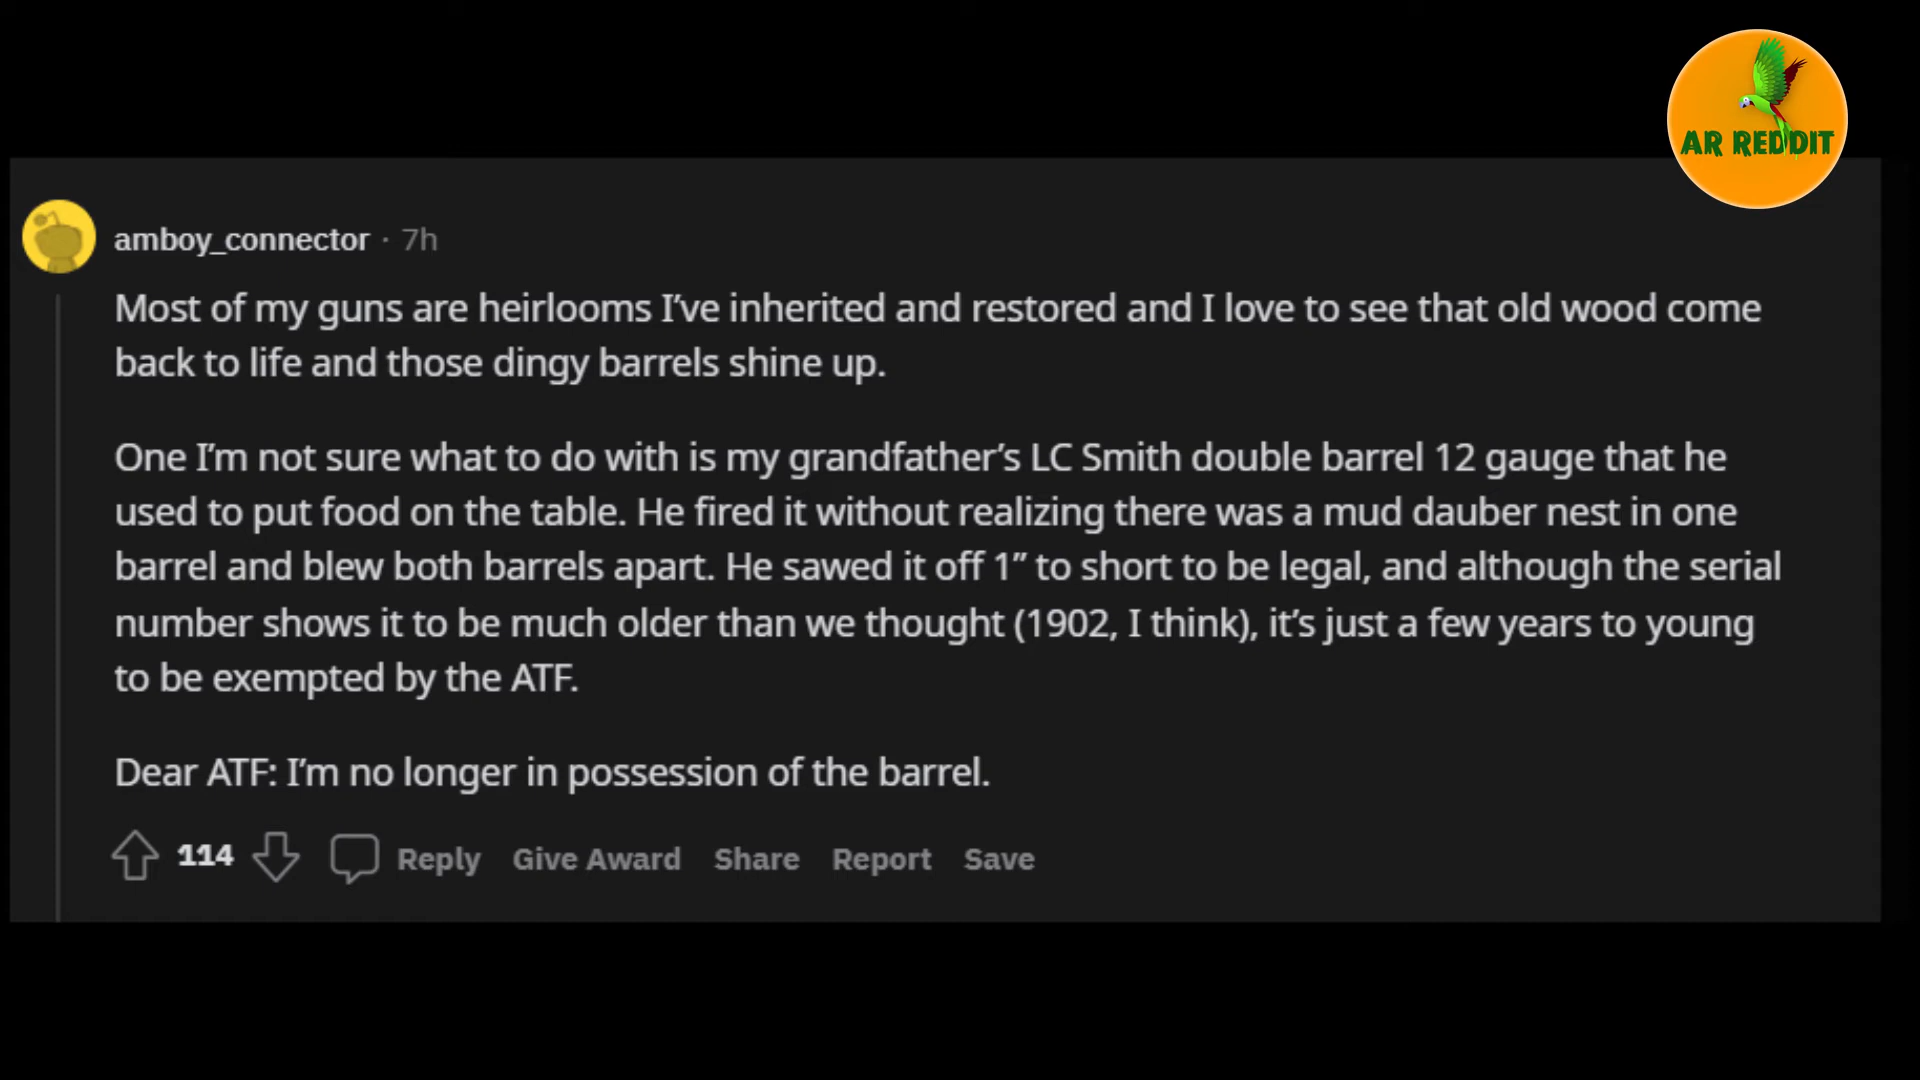 AR REDDIT
amboy_connector · 7h
Most of my guns are heirlooms I’ve inherited and restored and I love to see that old wood come
back to life and those dingy barrels shine up.
One I’m not sure what to do with is my grandfather’s LC Smith double barrel 12 gauge that he
used to put food on the table. He fired it without realizing there was a mud dauber nest in one
barrel and blew both barrels apart. He sawed it off 1” to short to be legal, and although the serial
number shows it to be much older than we thought (1902, I think), it’s just a few years to young
to be exempted by the ATF.
Dear ATF: I’m no longer in possession of the barrel.
114 Reply Give Award Share Report Save